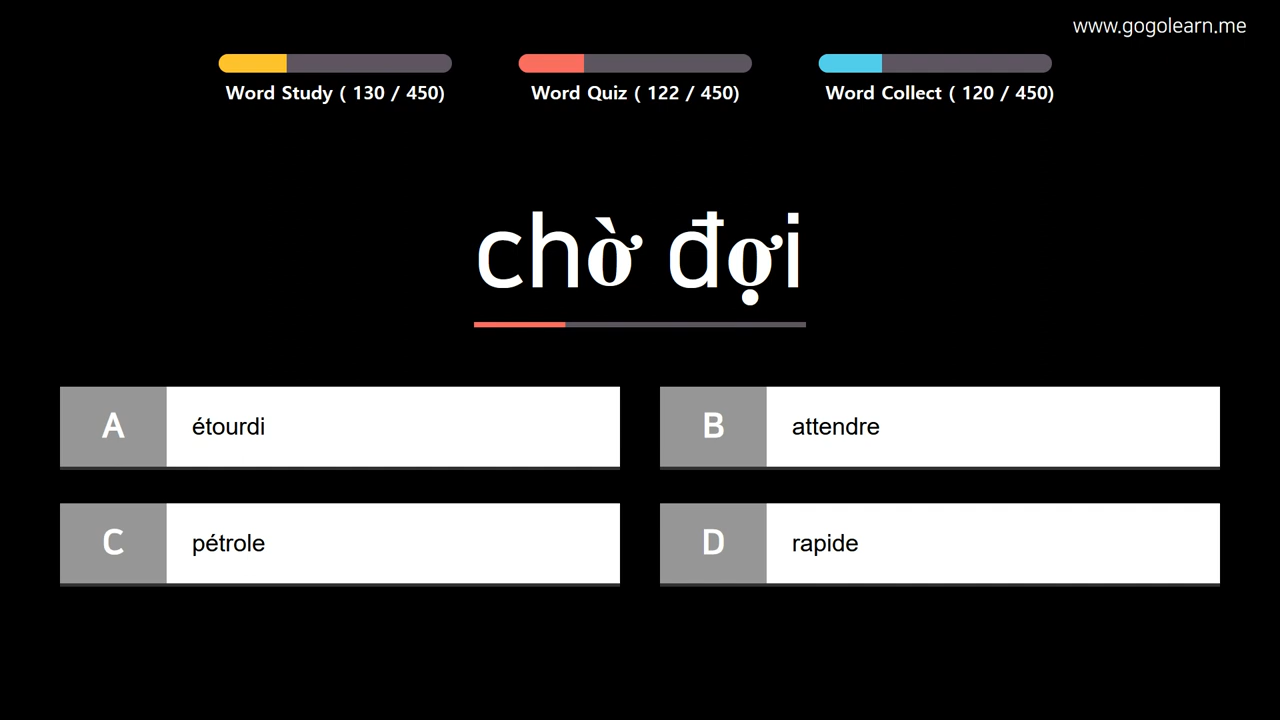 www.gogolearn.me
Word Study ( 130 / 450)
Word Quiz ( 122 / 450)
Word Collect ( 120 / 450)
chờ đợi
A étourdi
B attendre
C pétrole
D rapide